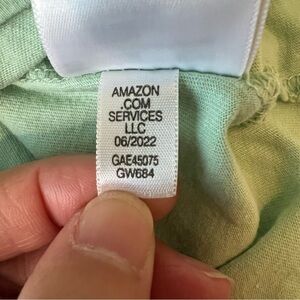 AMAZON
.COM
SERVICES
LLC
06/2022
GAE45075
GW684